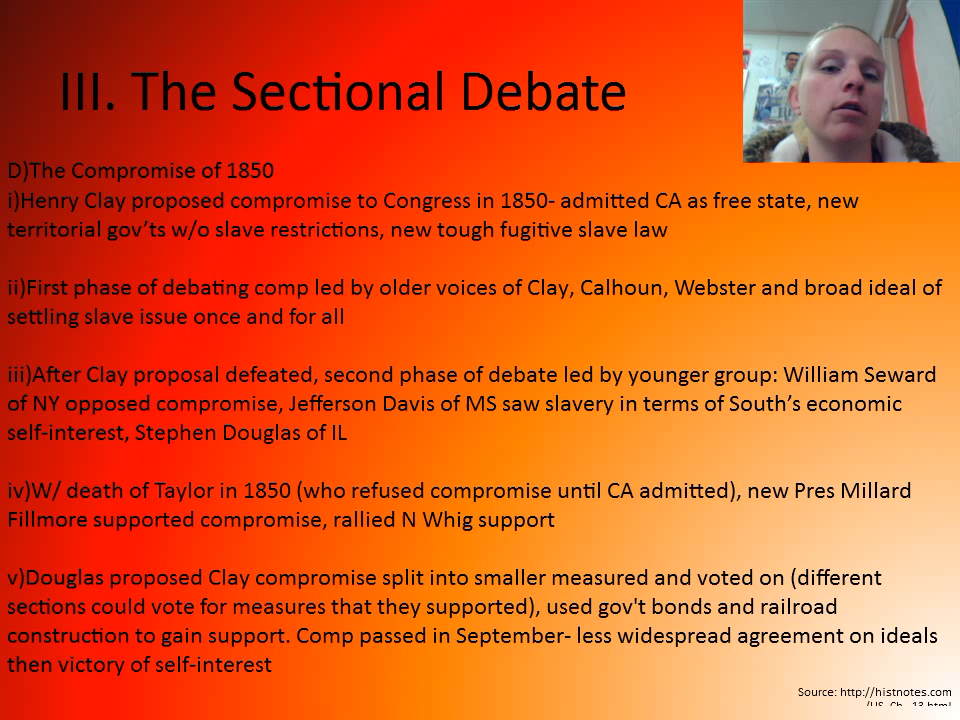 III. The Sectional Debate
D)The Compromise of 1850
i)Henry Clay proposed compromise to Congress in 1850- admitted CA as free state, new
territorial gov’ts w/o slave restrictions, new tough fugitive slave law
ii)First phase of debating comp led by older voices of Clay, Calhoun, Webster and broad ideal of
settling slave issue once and for all
iii)After Clay proposal defeated, second phase of debate led by younger group: William Seward
of NY opposed compromise, Jefferson Davis of MS saw slavery in terms of South’s economic
self-interest, Stephen Douglas of IL
iv)W/ death of Taylor in 1850 (who refused compromise until CA admitted), new Pres Millard
Fillmore supported compromise, rallied N Whig support
v)Douglas proposed Clay compromise split into smaller measured and voted on (different
sections could vote for measures that they supported), used gov't bonds and railroad
construction to gain support. Comp passed in September- less widespread agreement on ideals
then victory of self-interest
Source: http://histnotes.com
/US_Ch._13.html